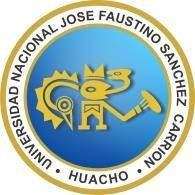 UNIVERSIDAD NACIONAL JOSE FAUSTINO SANCHEZ CARRION
• HUACHO •